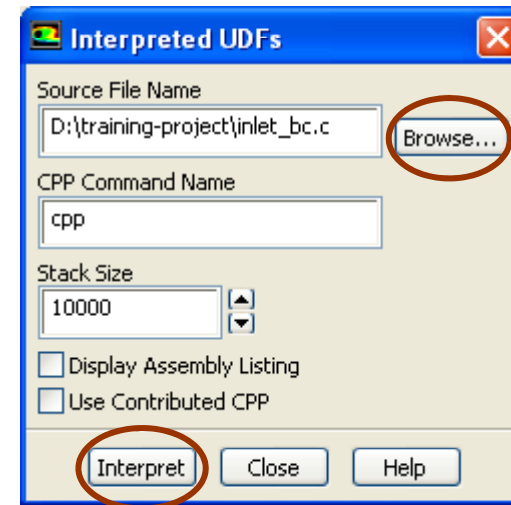 Interpreted UDFs
Source File Name
D:\training-project\inlet_bc.c
Browse...
CPP Command Name
cpp
Stack Size
10000
Display Assembly Listing
Use Contributed CPP
Interpret Close Help